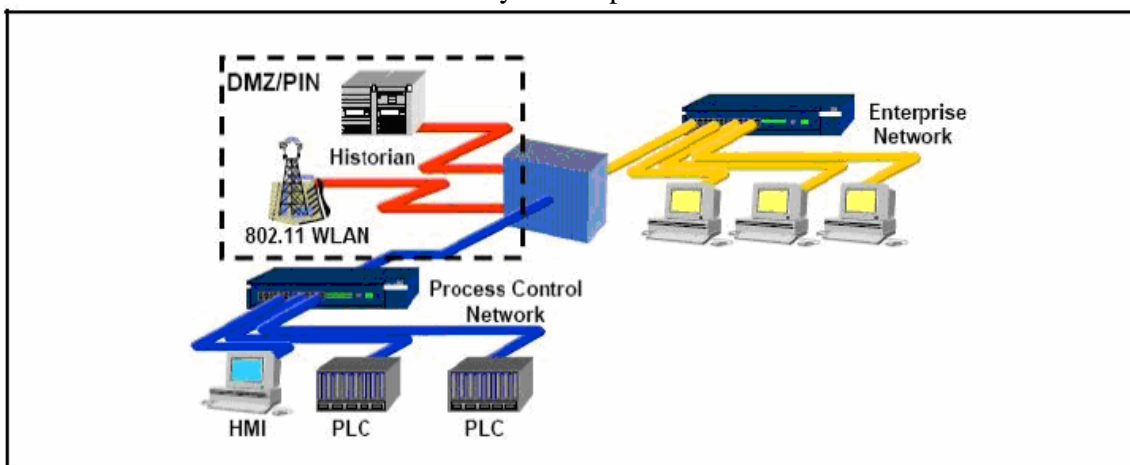 DMZ/PIN
Historian
802.11 WLAN
Enterprise
Network
Process Control
Network
HMI
PLC
PLC